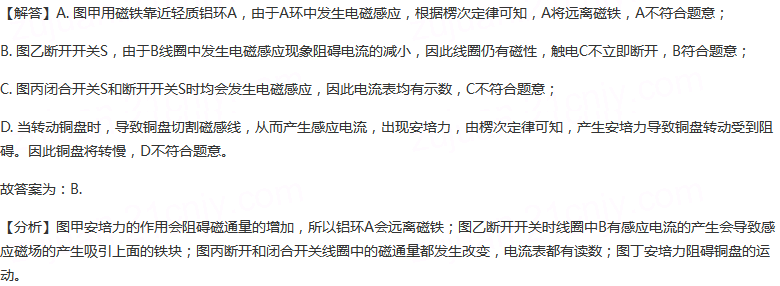 【解答】A. 图甲用磁铁靠近轻质铝环A，由于A环中发生电磁感应，根据楞次定律可知，A将远离磁铁，A不符合题意；
B. 图乙断开开关S，由于B线圈中发生电磁感应现象阻碍电流的减小，因此线圈仍有磁性，触电C不立即断开，B符合题意；
C. 图丙闭合开关S和断开开关S时均会发生电磁感应，因此电流表均有示数，C不符合题意；
D. 当转动铜盘时，导致铜盘切割磁感线，从而产生感应电流，出现安培力，由楞次定律可知，产生安培力导致铜盘转动受到阻
碍。因此铜盘将转慢，D不符合题意。
故答案为：B.
【分析】图甲安培力的作用会阻碍磁通量的增加，所以铝环A会远离磁铁；图乙断开开关时线圈中B有感应电流的产生会导致感
应磁场的产生吸引上面的铁块；图丙断开和闭合开关线圈中的磁通量都发生改变，电流表都有读数；图丁安培力阻碍铜盘的运
动。